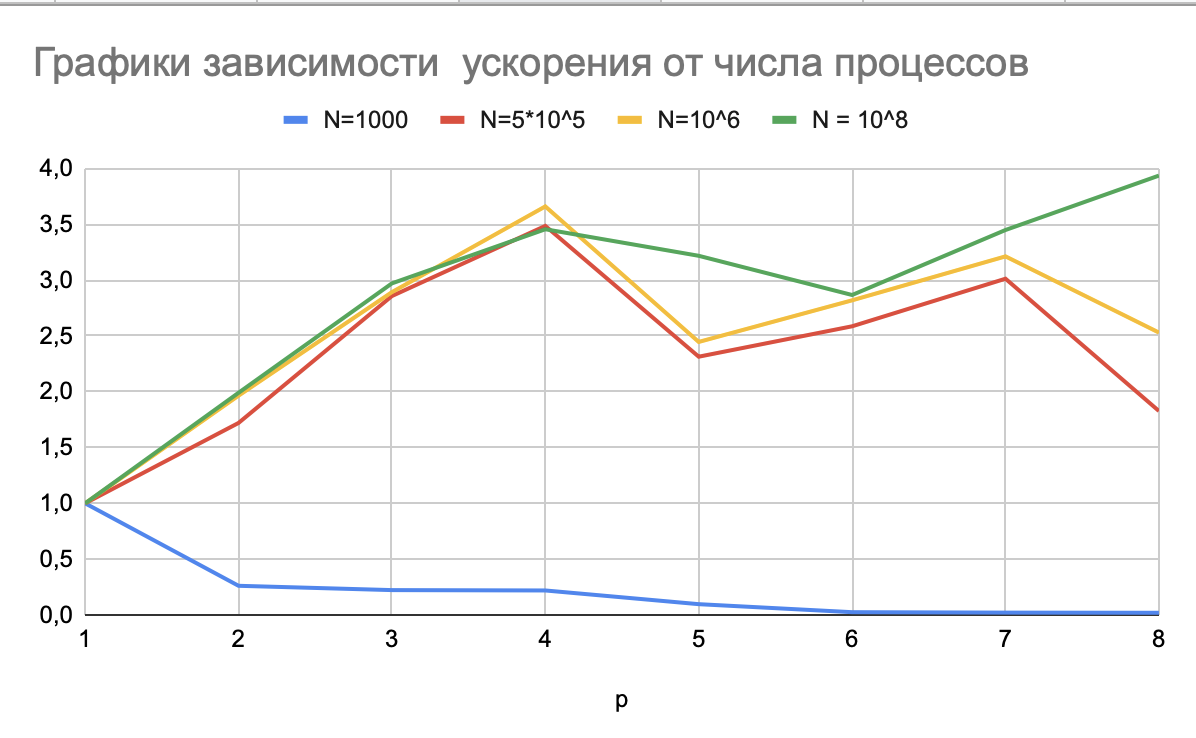 Графики зависимости  ускорения от числа процессов
N=1000 N=5*10^5 N=10^6 N = 10^8
4,0
3,5
3,0
2,5
2,0
1,5
1,0
0,5
0,0
1 2 3 4 5 6 7 8
p